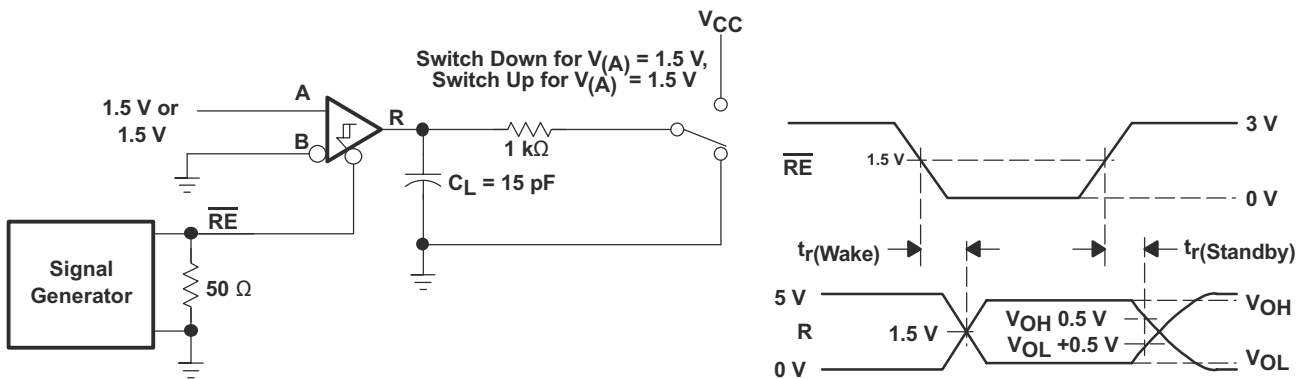 VCC
Switch Down for V(A) = 1.5 V,
Switch Up for V(A) = 1.5 V
A
1.5 V or
1.5 V
R
B
1 kΩ
CL = 15 pF
RE
Signal
Generator
50 Ω
3 V
1.5 V
RE
0 V
tr(Wake)
tr(Standby)
5 V
VOH
R
1.5 V
VOH 0.5 V
VOL +0.5 V
0 V
VOL